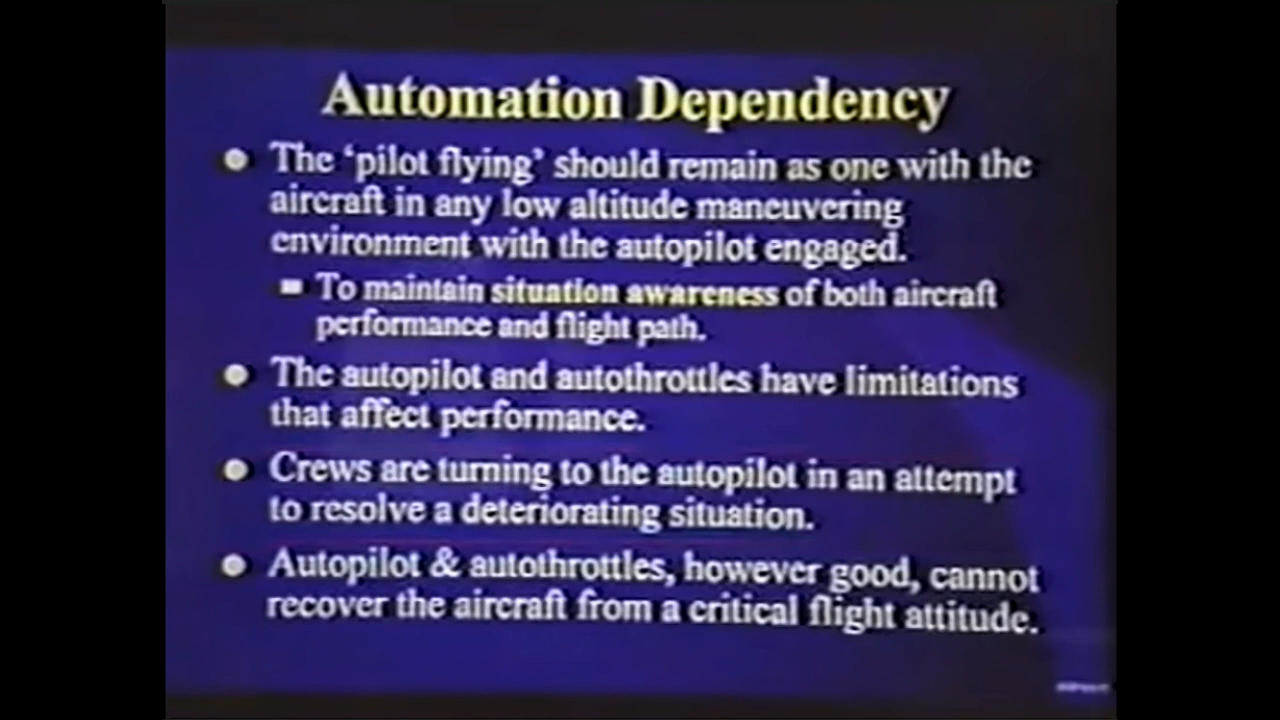 Automation Dependency
The ‘pilot flying’ should remain as one with the
aircraft in any low altitude maneuvering
environment with the autopilot engaged.
To maintain situation awareness of both aircraft
performance and flight path.
The autopilot and autothrottles have limitations
that affect performance.
Crews are turning to the autopilot in an attempt
to resolve a deteriorating situation.
Autopilot & autothrottles, however good, cannot
recover the aircraft from a critical flight attitude.